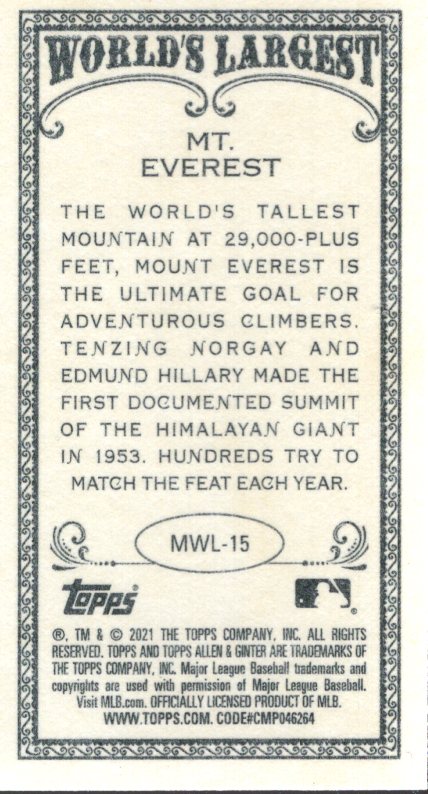 WORLD'S LARGEST
MT.
EVEREST
THE WORLD'S TALLEST
MOUNTAIN AT 29,000-PLUS
FEET, MOUNT EVEREST IS
THE ULTIMATE GOAL FOR
ADVENTUROUS CLIMBERS.
TENZING NORGAY AND
EDMUND HILLARY MADE THE
FIRST DOCUMENTED SUMMIT
OF THE HIMALAYAN GIANT
IN 1953. HUNDREDS TRY TO
MATCH THE FEAT EACH YEAR.
MWL-15
topps®
®
®, TM & © 2021 THE TOPPS COMPANY, INC. ALL RIGHTS
RESERVED. TOPPS AND TOPPS ALLEN & GINTER ARE TRADEMARKS OF
THE TOPPS COMPANY, INC. Major League Baseball trademarks and
copyrights are used with permission of Major League Baseball.
Visit MLB.com. OFFICIALLY LICENSED PRODUCT OF MLB.
WWW.TOPPS.COM. CODE#CMP046264